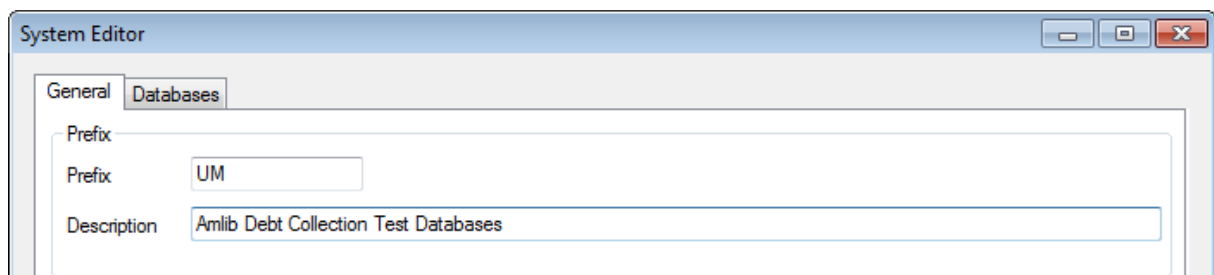 System Editor
General Databases
Prefix
Prefix UM
Description Amlib Debt Collection Test Databases